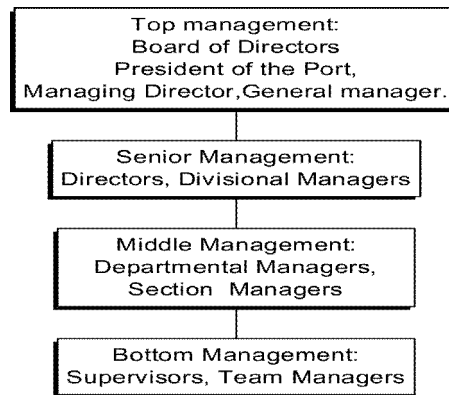 Top management:
Board of Directors
President of the Port,
Managing Director,General manager.
Senior Management:
Directors, Divisional Managers
Middle Management:
Departmental Managers,
Section Managers
Bottom Management:
Supervisors, Team Managers